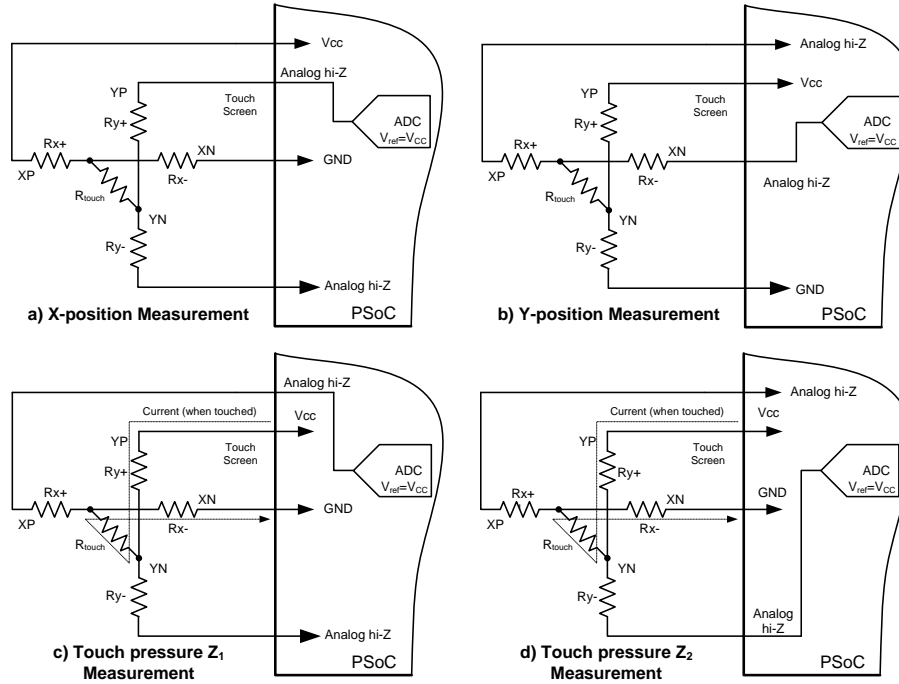 Vcc
Analog hi-Z
YP
Touch
Screen
Ry+
ADC
Vref=VCC
Rx+
XN
XP
GND
Rx-
Rtouch
YN
Ry-
Analog hi-Z
a) X-position Measurement
PSoC
Analog hi-Z
YP
Vcc
Touch
Screen
Ry+
ADC
Vref=VCC
Rx+
XN
XP
Rx-
Analog hi-Z
Rtouch
YN
Ry-
GND
b) Y-position Measurement
PSoC
Analog hi-Z
Current (when touched)
Vcc
YP
Touch
Screen
Ry+
ADC
Vref=VCC
Rx+
XN
XP
GND
Rx-
Rtouch
YN
Ry-
Analog hi-Z
c) Touch pressure Z1
Measurement
PSoC
Analog hi-Z
Current (when touched)
Vcc
YP
Touch
Screen
Ry+
ADC
Vref=VCC
Rx+
XN
GND
XP
Rx-
Rtouch
YN
Ry-
Analog
hi-Z
d) Touch pressure Z2
Measurement
PSoC